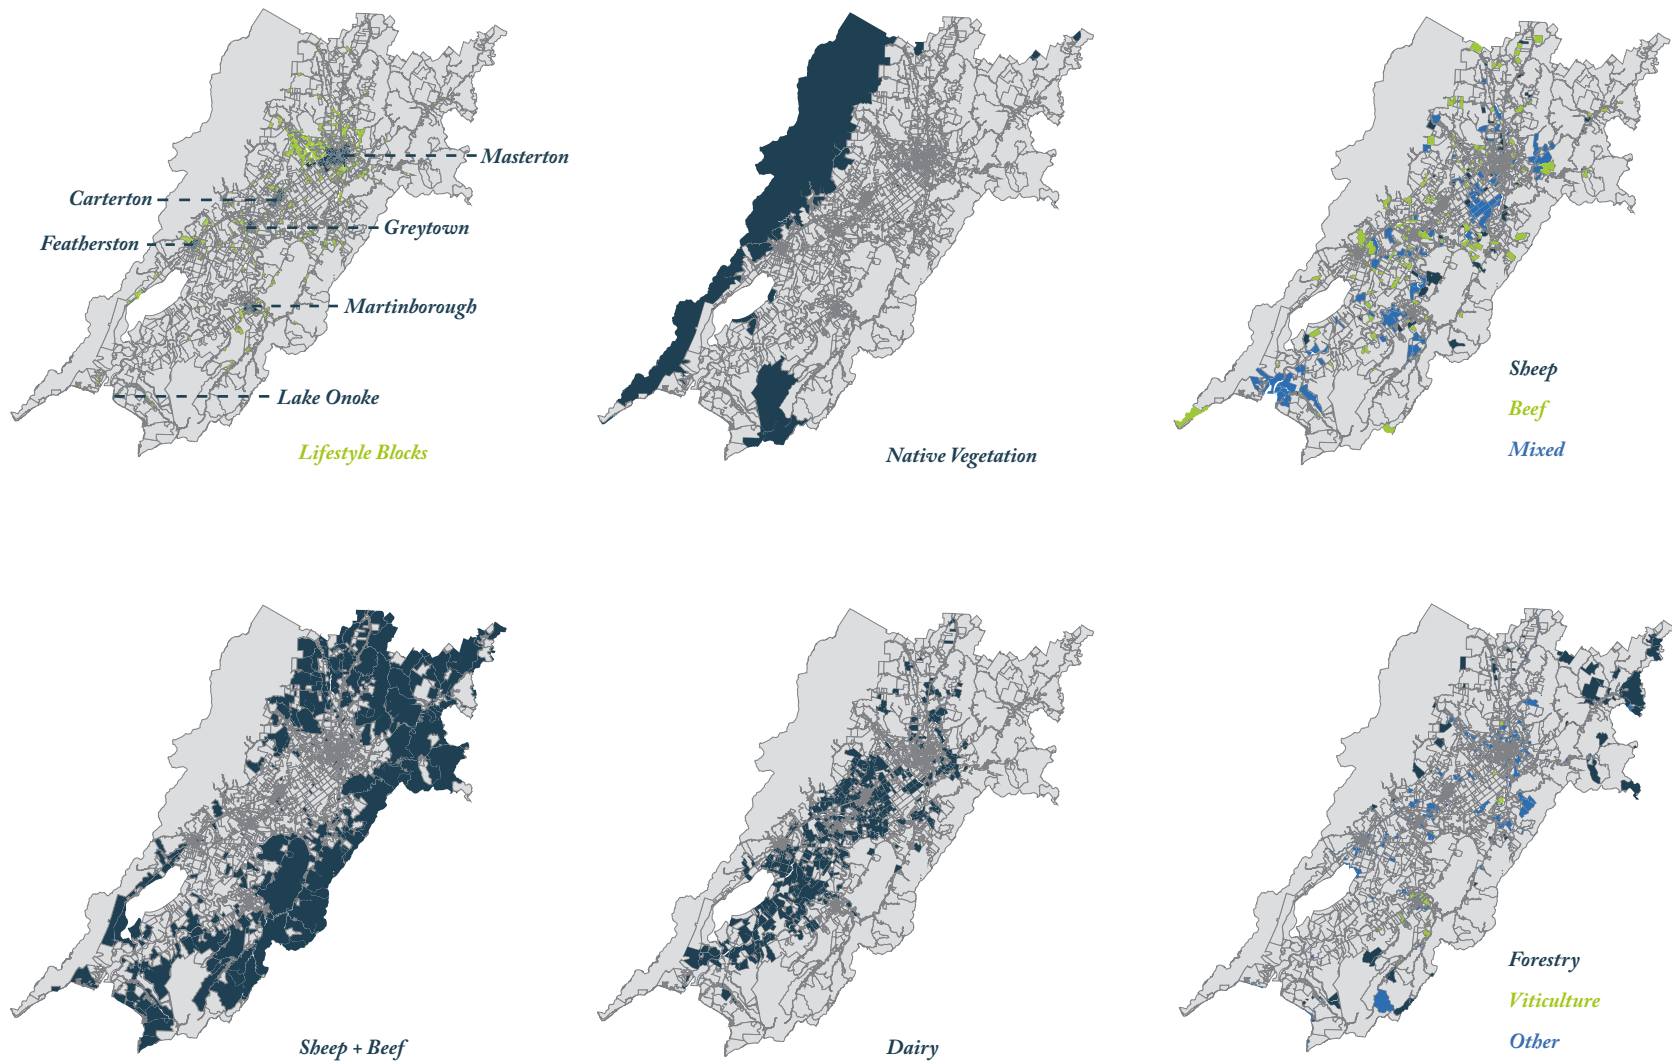 Masterton
Carterton
Greytown
Featherston
Martinborough
Lake Onoke
Lifestyle Blocks
Native Vegetation
Sheep
Beef
Mixed
Sheep + Beef
Dairy
Forestry
Viticulture
Other